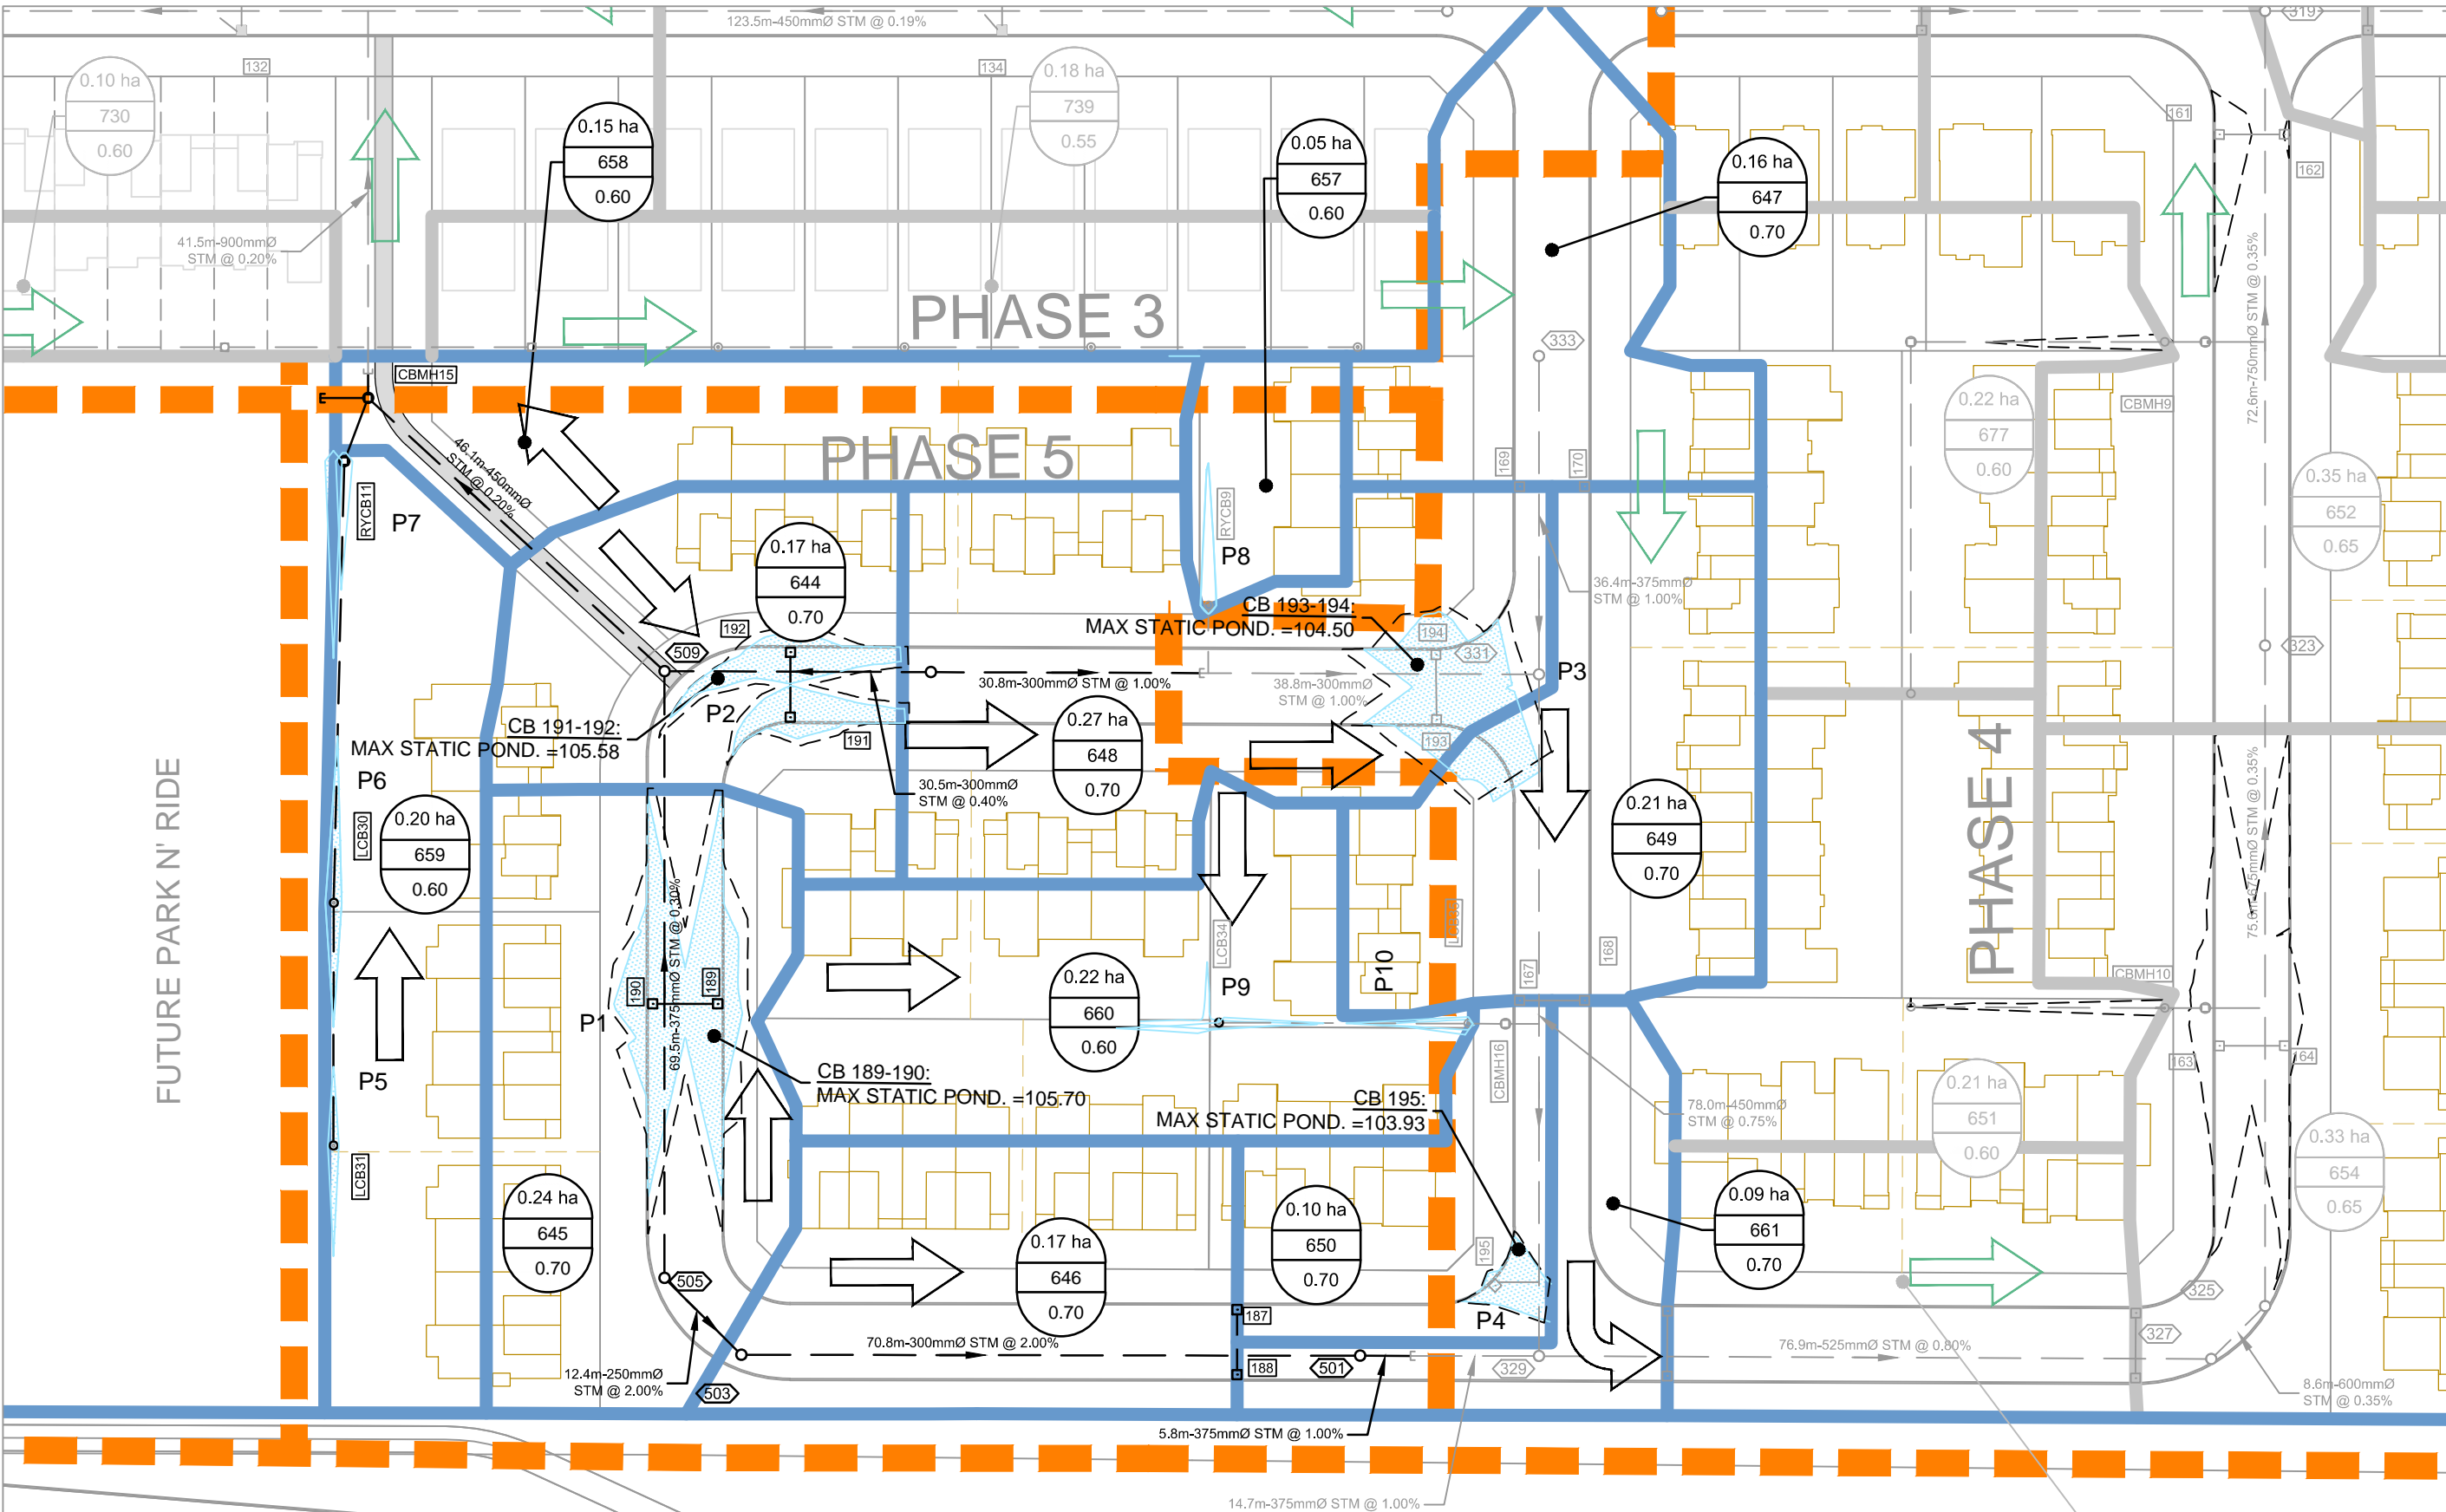 123.5m-450mmØ STM @ 0.19%
319
132
134
0.10 ha
730
0.60
0.18 ha
739
0.55
0.15 ha
658
0.60
0.05 ha
657
0.60
0.16 ha
647
0.70
161
162
41.5m-900mmØ
STM @ 0.20%
PHASE 3
333
72.6m-750mmØ STM @ 0.35%
CBMH15
CBMH9
0.22 ha
677
0.60
PHASE 5
46.1m-450mmØ
STM @ 0.20%
169
170
0.35 ha
652
0.65
RYCB11
P7
RYCB9
P8
0.17 ha
644
0.70
36.4m-375mmØ
STM @ 1.00%
CB 193-194:
MAX STATIC POND. =104.50
192
194
509
331
323
P3
30.8m-300mmØ STM @ 1.00%
38.8m-300mmØ
STM @ 1.00%
P2
CB 191-192:
MAX STATIC POND. =105.58
191
193
0.27 ha
648
0.70
P6
30.5m-300mmØ
STM @ 0.40%
0.21 ha
649
0.70
PHASE 4
75.6m-675mmØ STM @ 0.35%
FUTURE PARK N' RIDE
LCB30
0.20 ha
659
0.60
69.5m-375mmØ STM @ 0.30%
LCB34
168
167
P10
190
189
0.22 ha
660
0.60
P9
CBMH10
P1
P5
CB 189-190:
MAX STATIC POND. =105.70
CBMH16
CB 195:
MAX STATIC POND. =103.93
78.0m-450mmØ
STM @ 0.75%
163
164
0.21 ha
651
0.60
0.33 ha
654
0.65
LCB31
0.24 ha
645
0.70
0.17 ha
646
0.70
0.10 ha
650
0.70
195
0.09 ha
661
0.70
505
325
187
P4
327
70.8m-300mmØ STM @ 2.00%
76.9m-525mmØ STM @ 0.80%
12.4m-250mmØ
STM @ 2.00%
188
501
329
503
8.6m-600mmØ
STM @ 0.35%
5.8m-375mmØ STM @ 1.00%
14.7m-375mmØ STM @ 1.00%